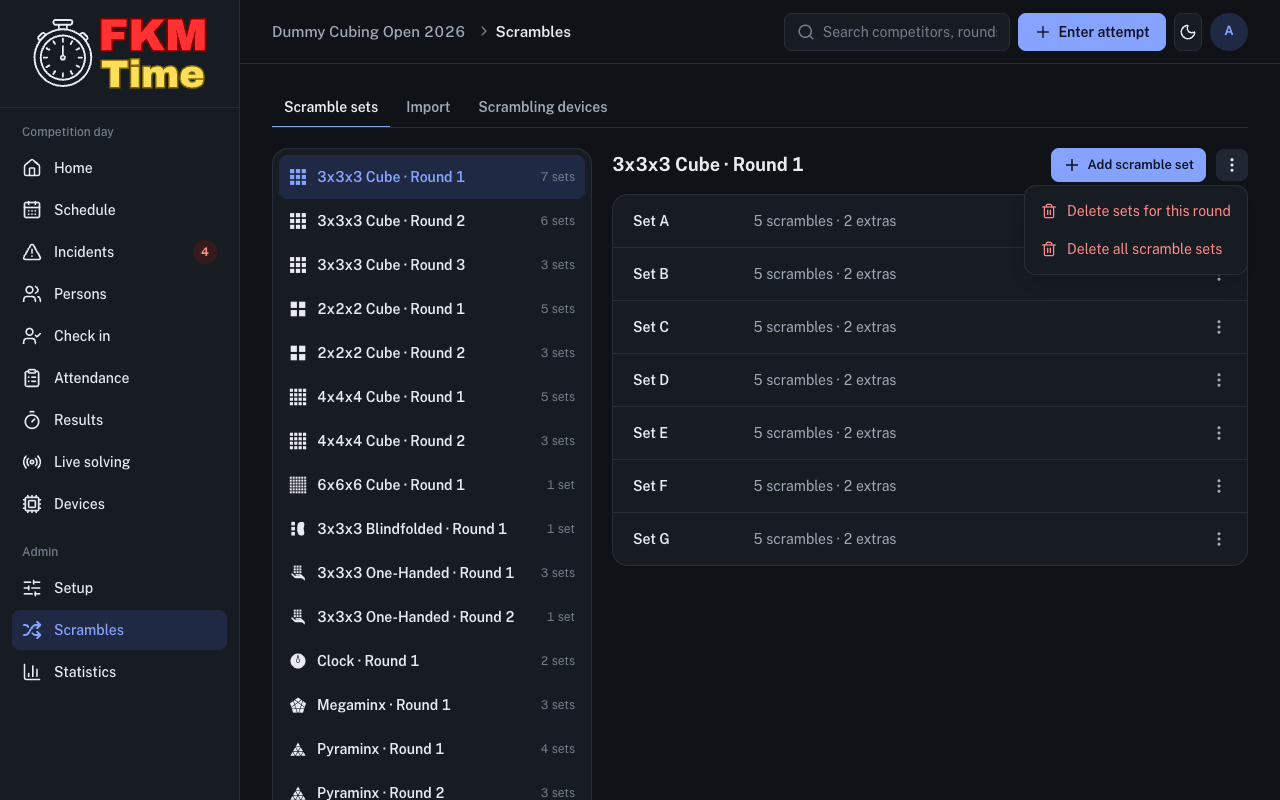 FKM
Time
Competition day
Home
Schedule
Incidents 4
Persons
Check in
Attendance
Results
Live solving
Devices
Admin
Setup
Scrambles
Statistics
Dummy Cubing Open 2026 Scrambles
Search competitors, rounds
Enter attempt
A
Scramble sets Import Scrambling devices
3x3x3 Cube · Round 1 7 sets
3x3x3 Cube · Round 2 6 sets
3x3x3 Cube · Round 3 3 sets
2x2x2 Cube · Round 1 5 sets
2x2x2 Cube · Round 2 3 sets
4x4x4 Cube · Round 1 5 sets
4x4x4 Cube · Round 2 3 sets
6x6x6 Cube · Round 1 1 set
3x3x3 Blindfolded · Round 1 1 set
3x3x3 One-Handed · Round 1 3 sets
3x3x3 One-Handed · Round 2 1 set
Clock · Round 1 2 sets
Megaminx · Round 1 3 sets
Pyraminx · Round 1 4 sets
Pyraminx · Round 2 3 sets
3x3x3 Cube · Round 1
Add scramble set
Delete sets for this round
Delete all scramble sets
Set A 5 scrambles · 2 extras
Set B 5 scrambles · 2 extras
Set C 5 scrambles · 2 extras
Set D 5 scrambles · 2 extras
Set E 5 scrambles · 2 extras
Set F 5 scrambles · 2 extras
Set G 5 scrambles · 2 extras